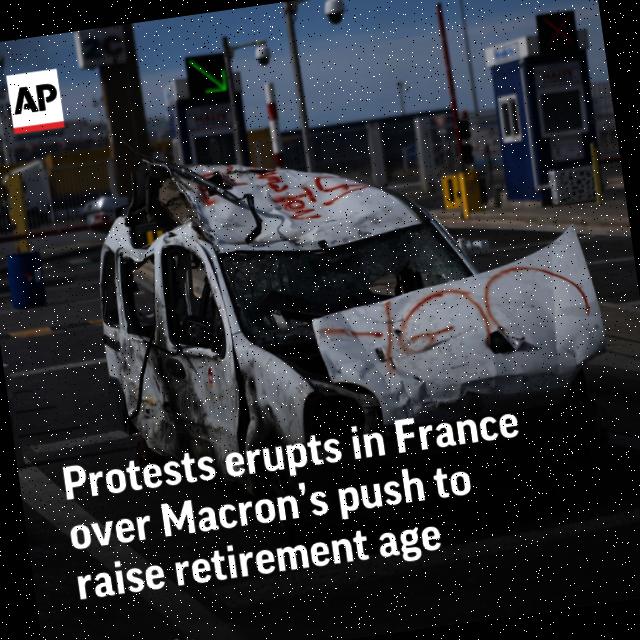 AP
Protests erupts in France
over Macron's push to
raise retirement age